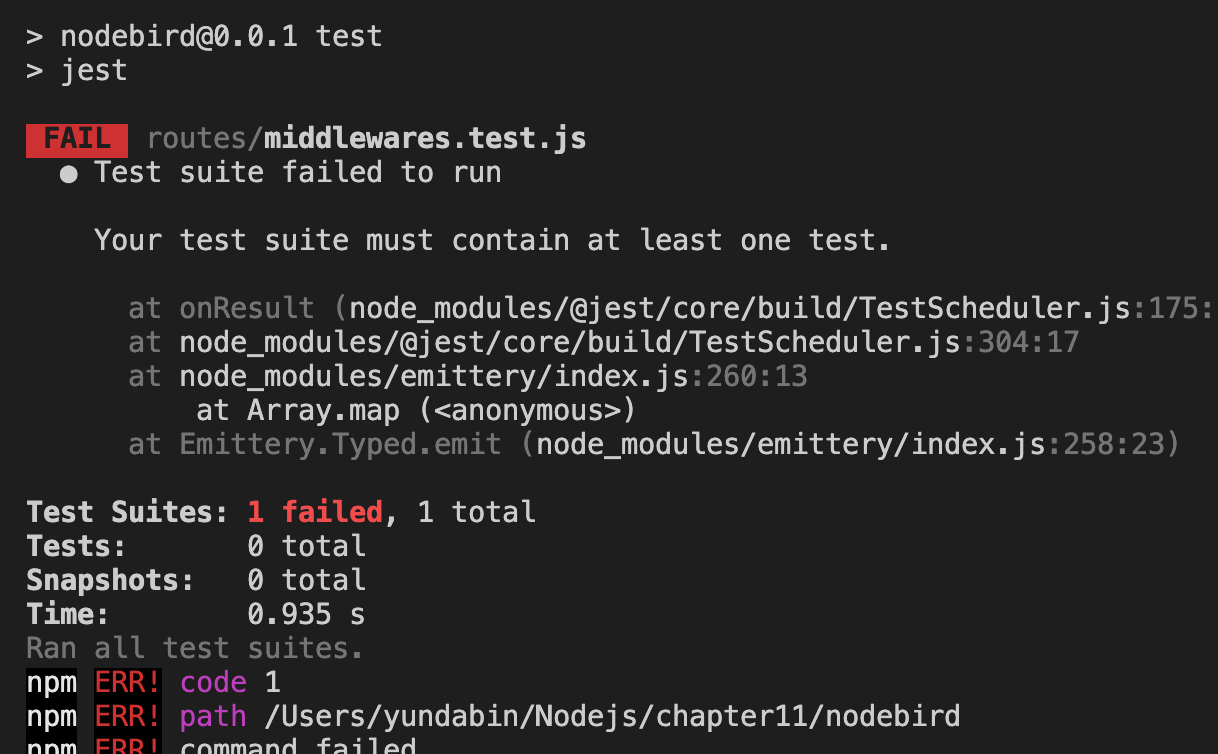 > nodebird@0.0.1 test
> jest
FAIL routes/middlewares.test.js
● Test suite failed to run
Your test suite must contain at least one test.
at onResult (node_modules/@jest/core/build/TestScheduler.js:175:
at node_modules/@jest/core/build/TestScheduler.js:304:17
at node_modules/emittery/index.js:260:13
at Array.map (<anonymous>)
at Emittery.Typed.emit (node_modules/emittery/index.js:258:23)
Test Suites: 1 failed, 1 total
Tests: 0 total
Snapshots: 0 total
Time: 0.935 s
Ran all test suites.
npm ERR! code 1
npm ERR! path /Users/yundabin/Nodejs/chapter11/nodebird
npm ERR! command failed